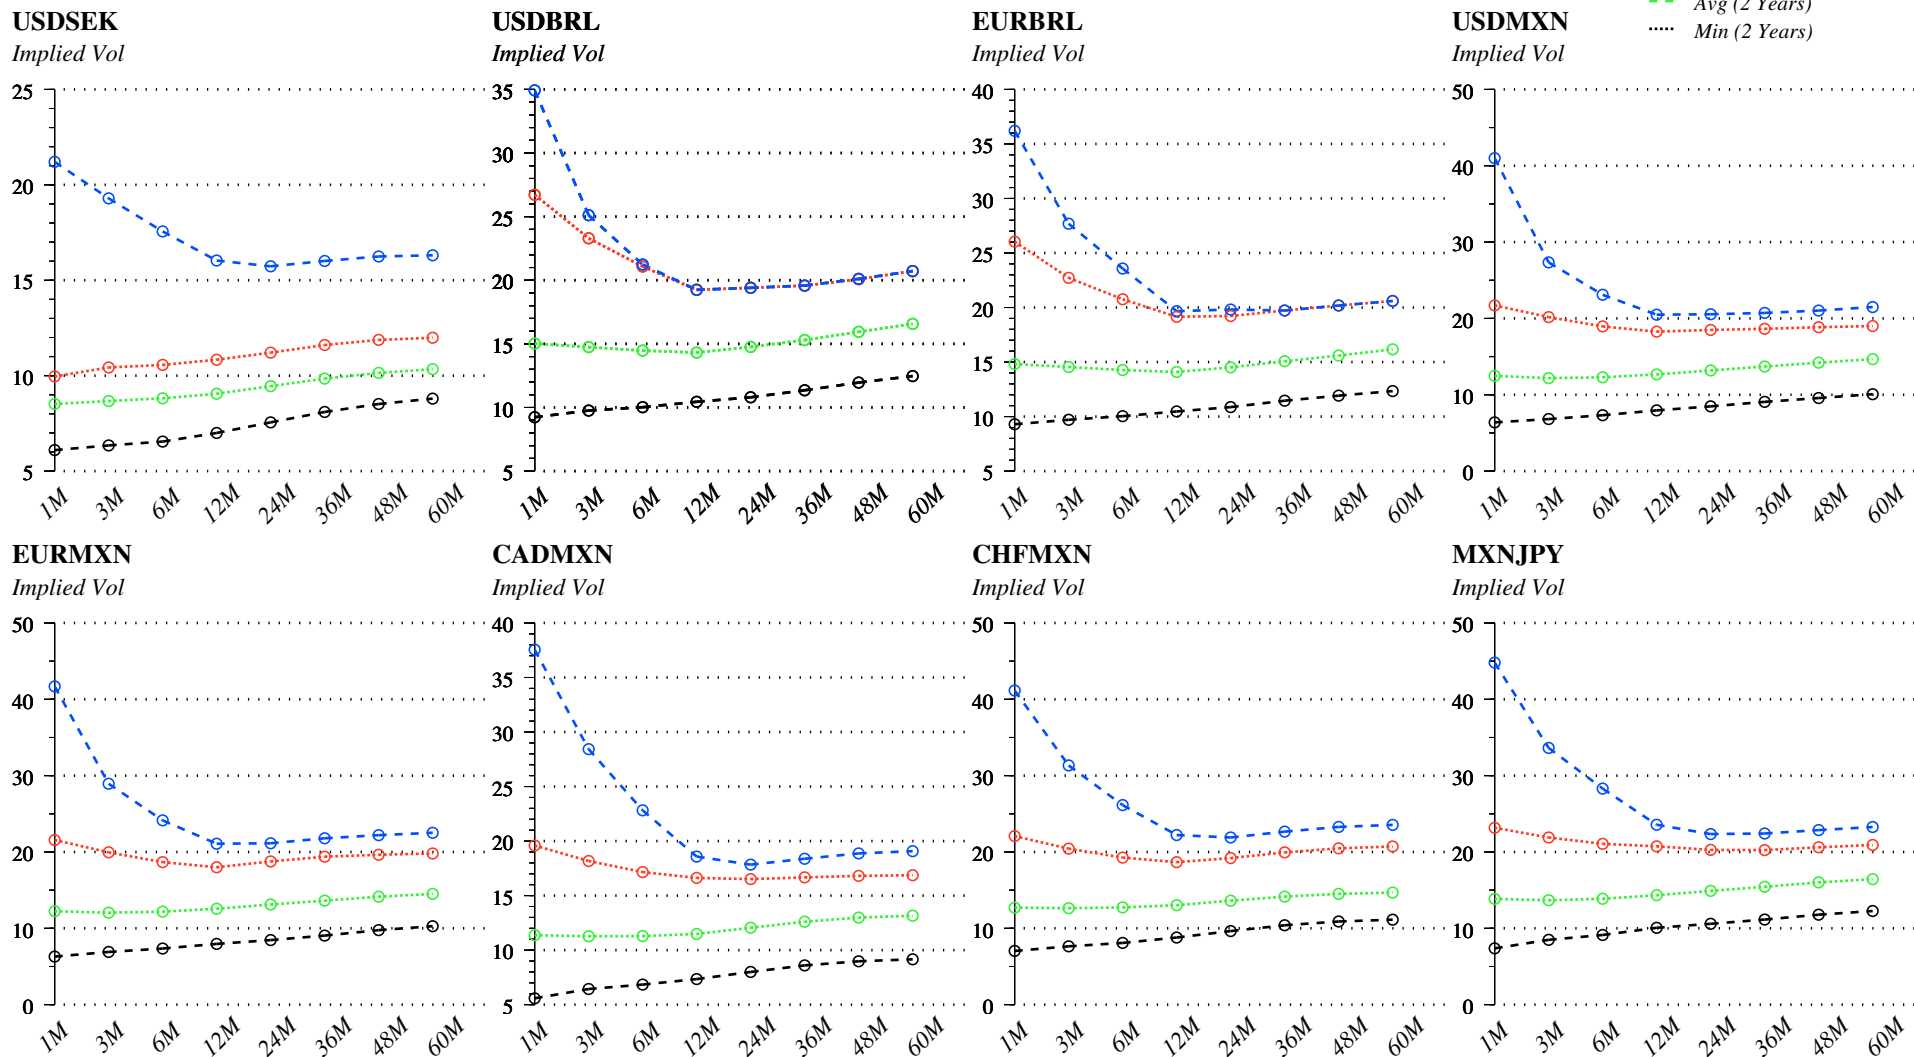 Avg (2 Years)
Min (2 Years)
USDSEK
Implied Vol
25
20
15
10
5
1M 3M 6M 12M 24M 36M 48M 60M
USDBRL
Implied Vol
35
30
25
20
15
10
5
1M 3M 6M 12M 24M 36M 48M 60M
EURBRL
Implied Vol
40
35
30
25
20
15
10
5
1M 3M 6M 12M 24M 36M 48M 60M
USDMXN
Implied Vol
50
40
30
20
10
0
1M 3M 6M 12M 24M 36M 48M 60M
EURMXN
Implied Vol
50
40
30
20
10
0
1M 3M 6M 12M 24M 36M 48M 60M
CADMXN
Implied Vol
40
35
30
25
20
15
10
5
1M 3M 6M 12M 24M 36M 48M 60M
CHFMXN
Implied Vol
50
40
30
20
10
0
1M 3M 6M 12M 24M 36M 48M 60M
MXNJPY
Implied Vol
50
40
30
20
10
0
1M 3M 6M 12M 24M 36M 48M 60M